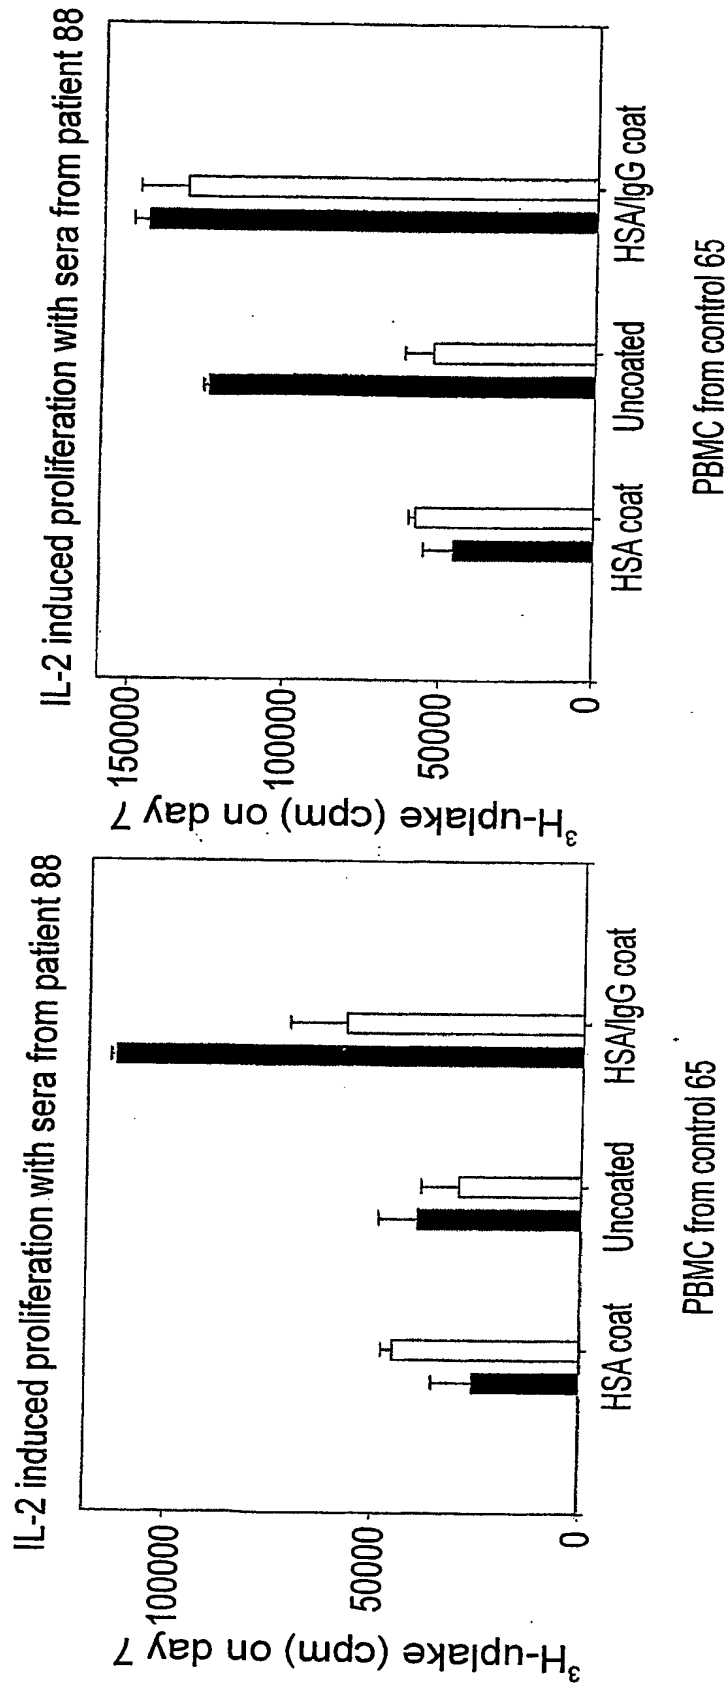 IL-2 induced proliferation with sera from patient 88
³H-uplake (cpm) on day 7
100000
50000
0
HSA coat
Uncoated
HSA/IgG coat
PBMC from control 65
IL-2 induced proliferation with sera from patient 88
³H-uplake (cpm) on day 7
150000
100000
50000
0
HSA coat
Uncoated
HSA/IgG coat
PBMC from control 65